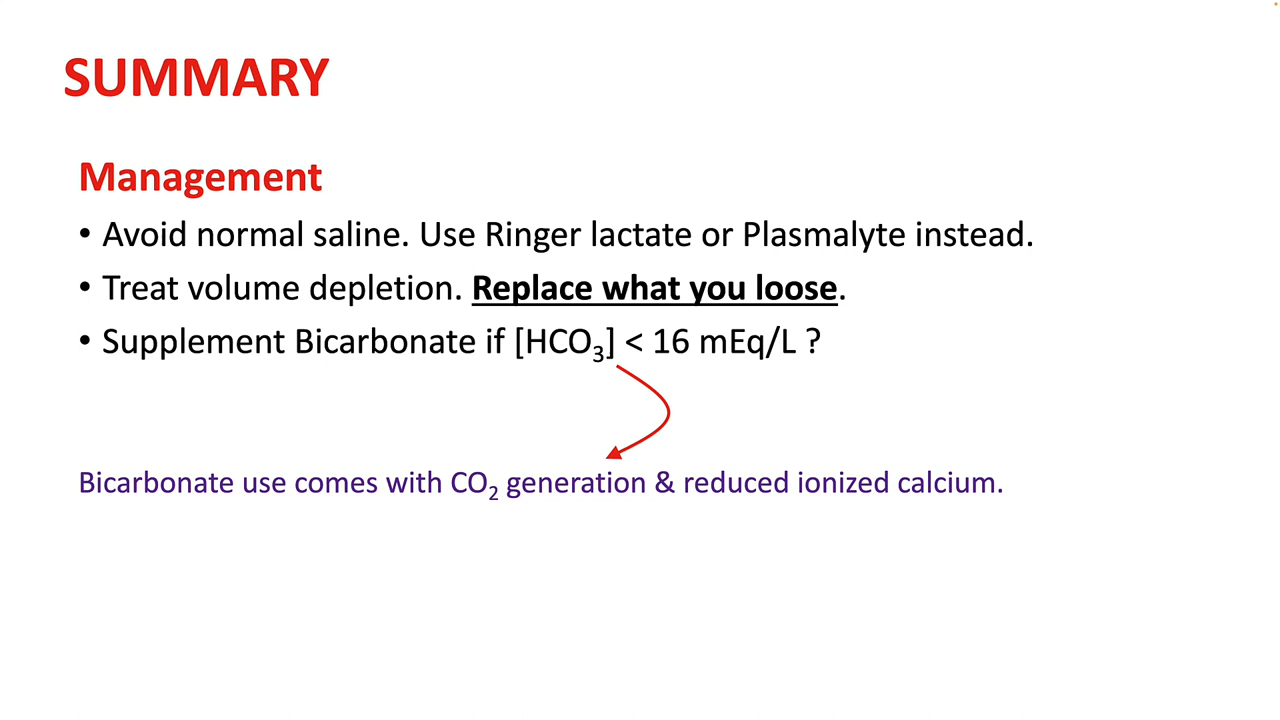 SUMMARY
Management
• Avoid normal saline. Use Ringer lactate or Plasmalyte instead.
• Treat volume depletion. Replace what you loose.
• Supplement Bicarbonate if [HCO₃] < 16 mEq/L ?
Bicarbonate use comes with CO₂ generation & reduced ionized calcium.